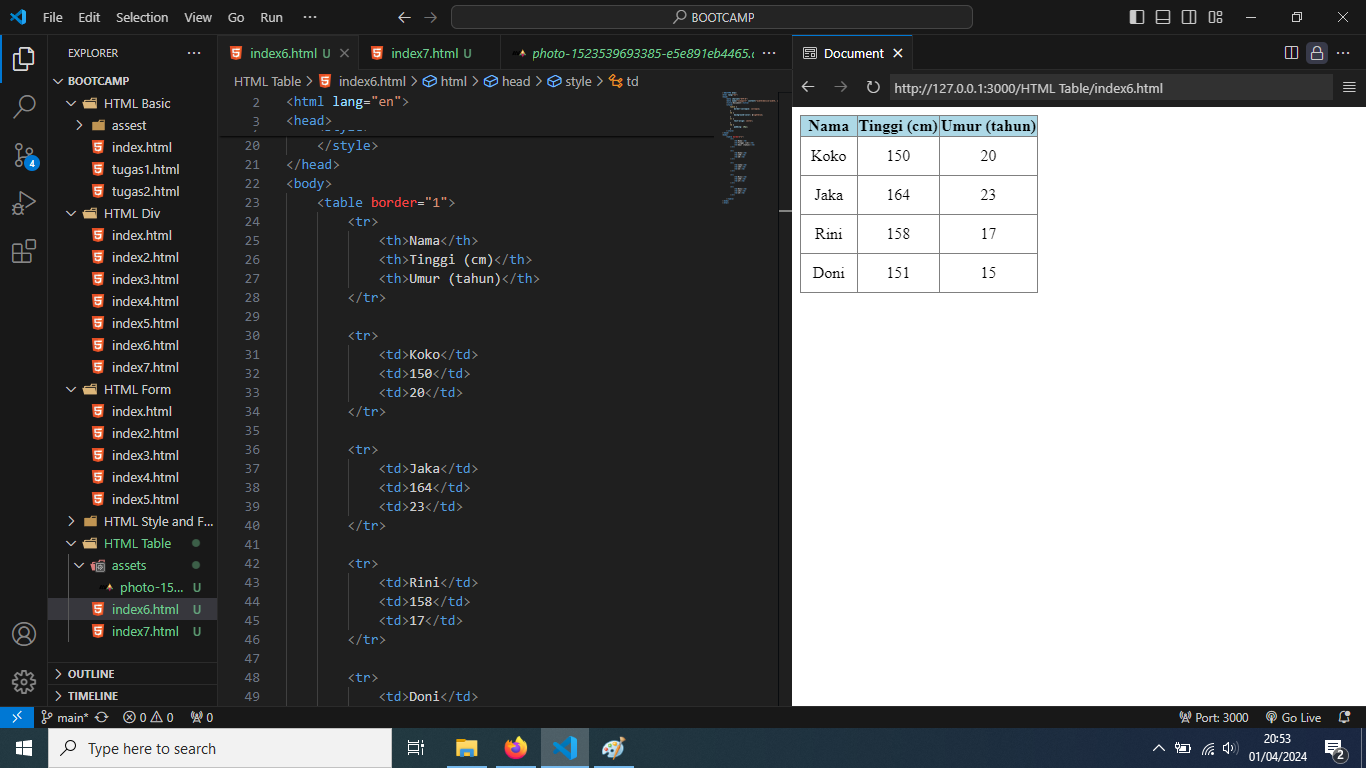 File Edit Selection View Go Run ··· BOOTCAMP
EXPLORER ···
BOOTCAMP
HTML Basic
assest
index.html
tugas1.html
tugas2.html
HTML Div
index.html
index2.html
index3.html
index4.html
index5.html
index6.html
index7.html
HTML Form
index.html
index2.html
index3.html
index4.html
index5.html
HTML Style and F...
HTML Table
assets
photo-15... U
index6.html U
index7.html U
OUTLINE
TIMELINE
4
index6.html U
index7.html U
photo-1523539693385-e5e891eb4465.
HTML Table > index6.html > html > head > style > td
2 <html lang="en">
3 <head>
20 </style>
21 </head>
22 <body>
23 <table border="1">
24 <tr>
25 <th>Nama</th>
26 <th>Tinggi (cm)</th>
27 <th>Umur (tahun)</th>
28 </tr>
29
30 <tr>
31 <td>Koko</td>
32 <td>150</td>
33 <td>20</td>
34 </tr>
35
36 <tr>
37 <td>Jaka</td>
38 <td>164</td>
39 <td>23</td>
40 </tr>
41
42 <tr>
43 <td>Rini</td>
44 <td>158</td>
45 <td>17</td>
46 </tr>
47
48 <tr>
49 <td>Doni</td>
Document
http://127.0.0.1:3000/HTML Table/index6.html
Nama Tinggi (cm) Umur (tahun)
Koko 150 20
Jaka 164 23
Rini 158 17
Doni 151 15
main* 0 0 0 Port: 3000 Go Live
Type here to search
20:53
01/04/2024
2